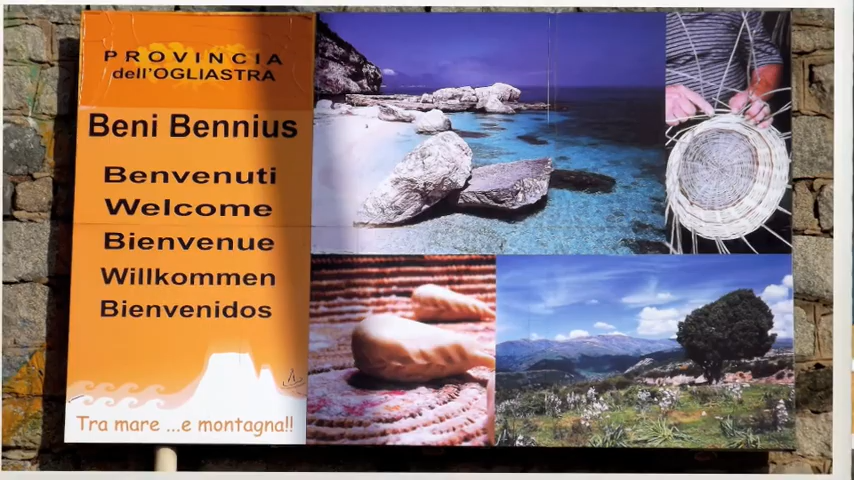 PROVINCIA
dell'OGLIASTRA
Beni Bennius
Benvenuti
Welcome
Bienvenue
Willkommen
Bienvenidos
Tra mare ...e montagna!!